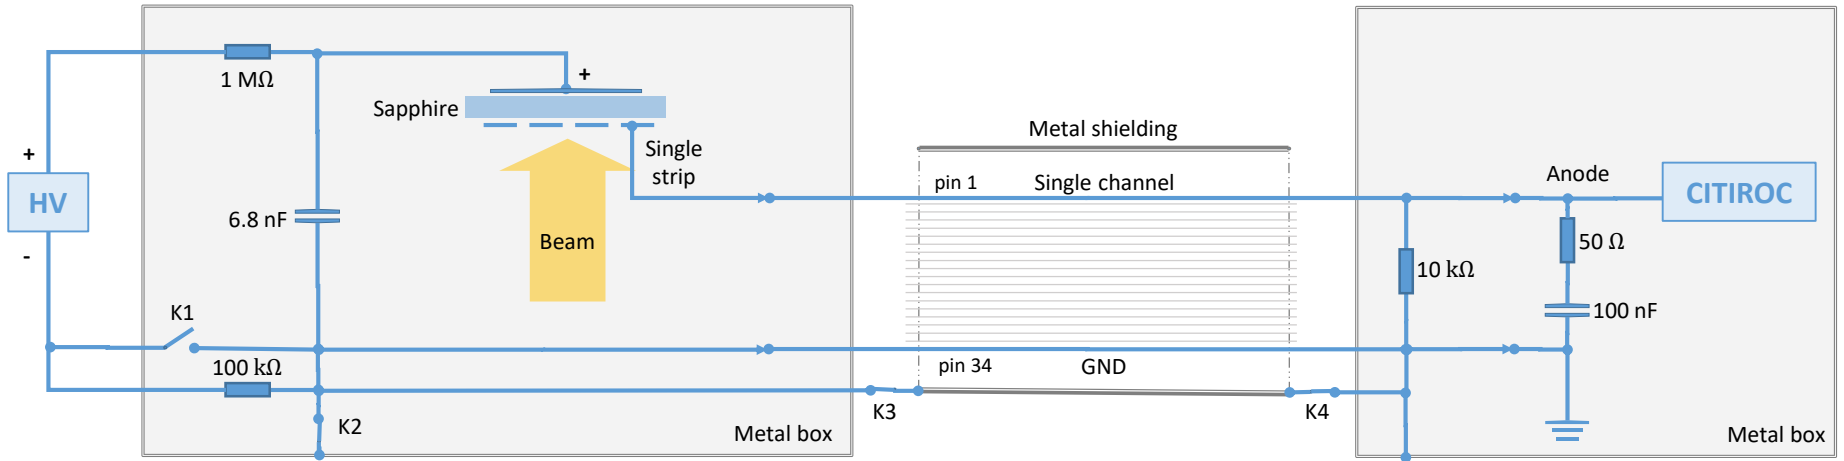 1 MΩ
+
Sapphire
Metal shielding
+
HV
-
Single
strip
pin 1
Single channel
Anode
CITIROC
6.8 nF
Beam
50 Ω
10 kΩ
100 nF
K1
100 kΩ
pin 34
GND
K2
K3
K4
Metal box
Metal box